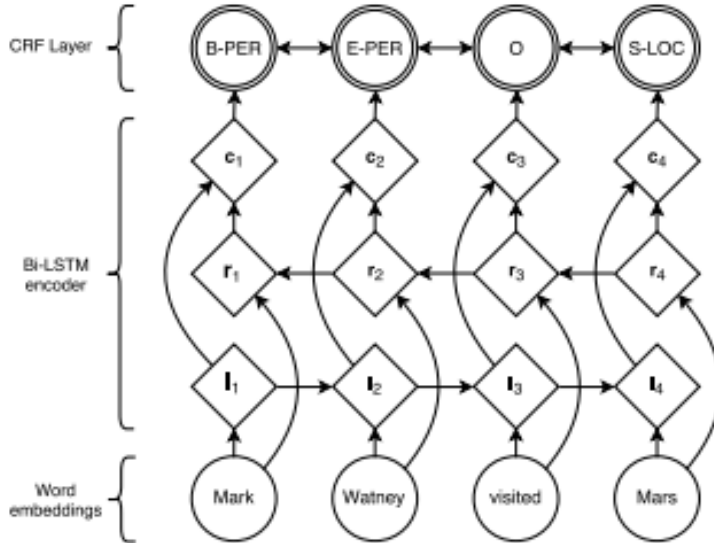 CRF Layer
B-PER E-PER O S-LOC
c1 c2 c3 c4
Bi-LSTM
encoder
r1 r2 r3 r4
l1 l2 l3 l4
Word
embeddings
Mark Watney visited Mars